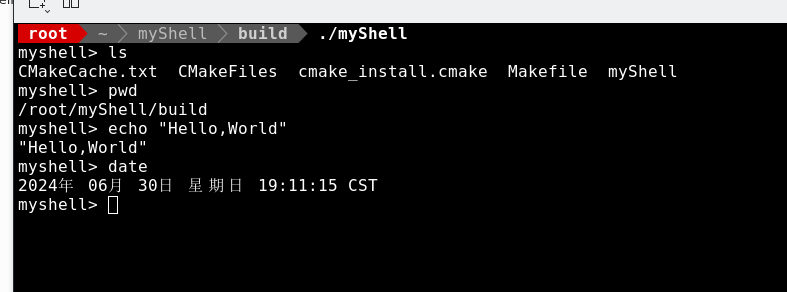 root ~ myShell build ./myShell
myshell> ls
CMakeCache.txt CMakeFiles cmake_install.cmake Makefile myShell
myshell> pwd
/root/myShell/build
myshell> echo "Hello,World"
"Hello,World"
myshell> date
2024年 06月 30日 星期日 19:11:15 CST
myshell>